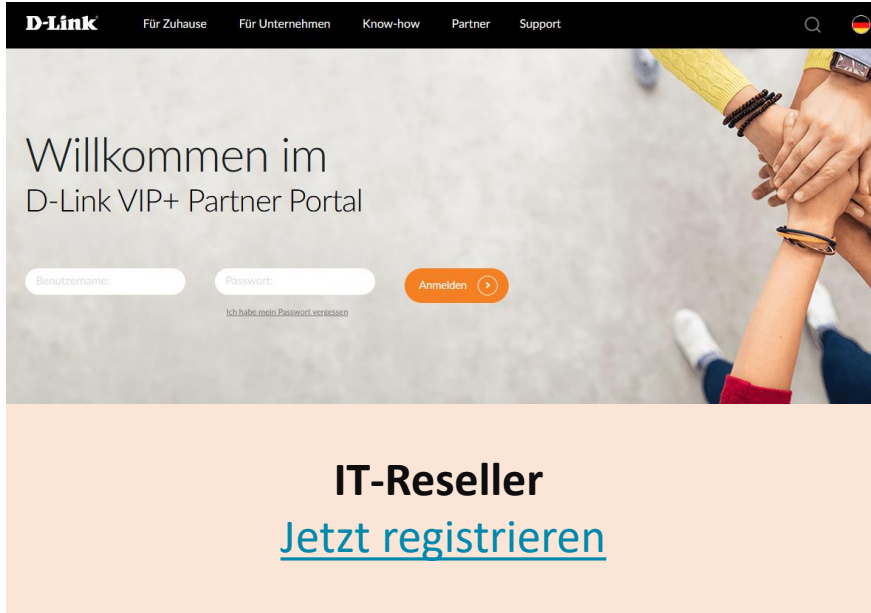 D-Link Für Zuhause Für Unternehmen Know-how Partner Support
Willkommen im
D-Link VIP+ Partner Portal
Benutzername: Passwort: Anmelden
Ich habe mein Passwort vergessen
IT-Reseller
Jetzt registrieren